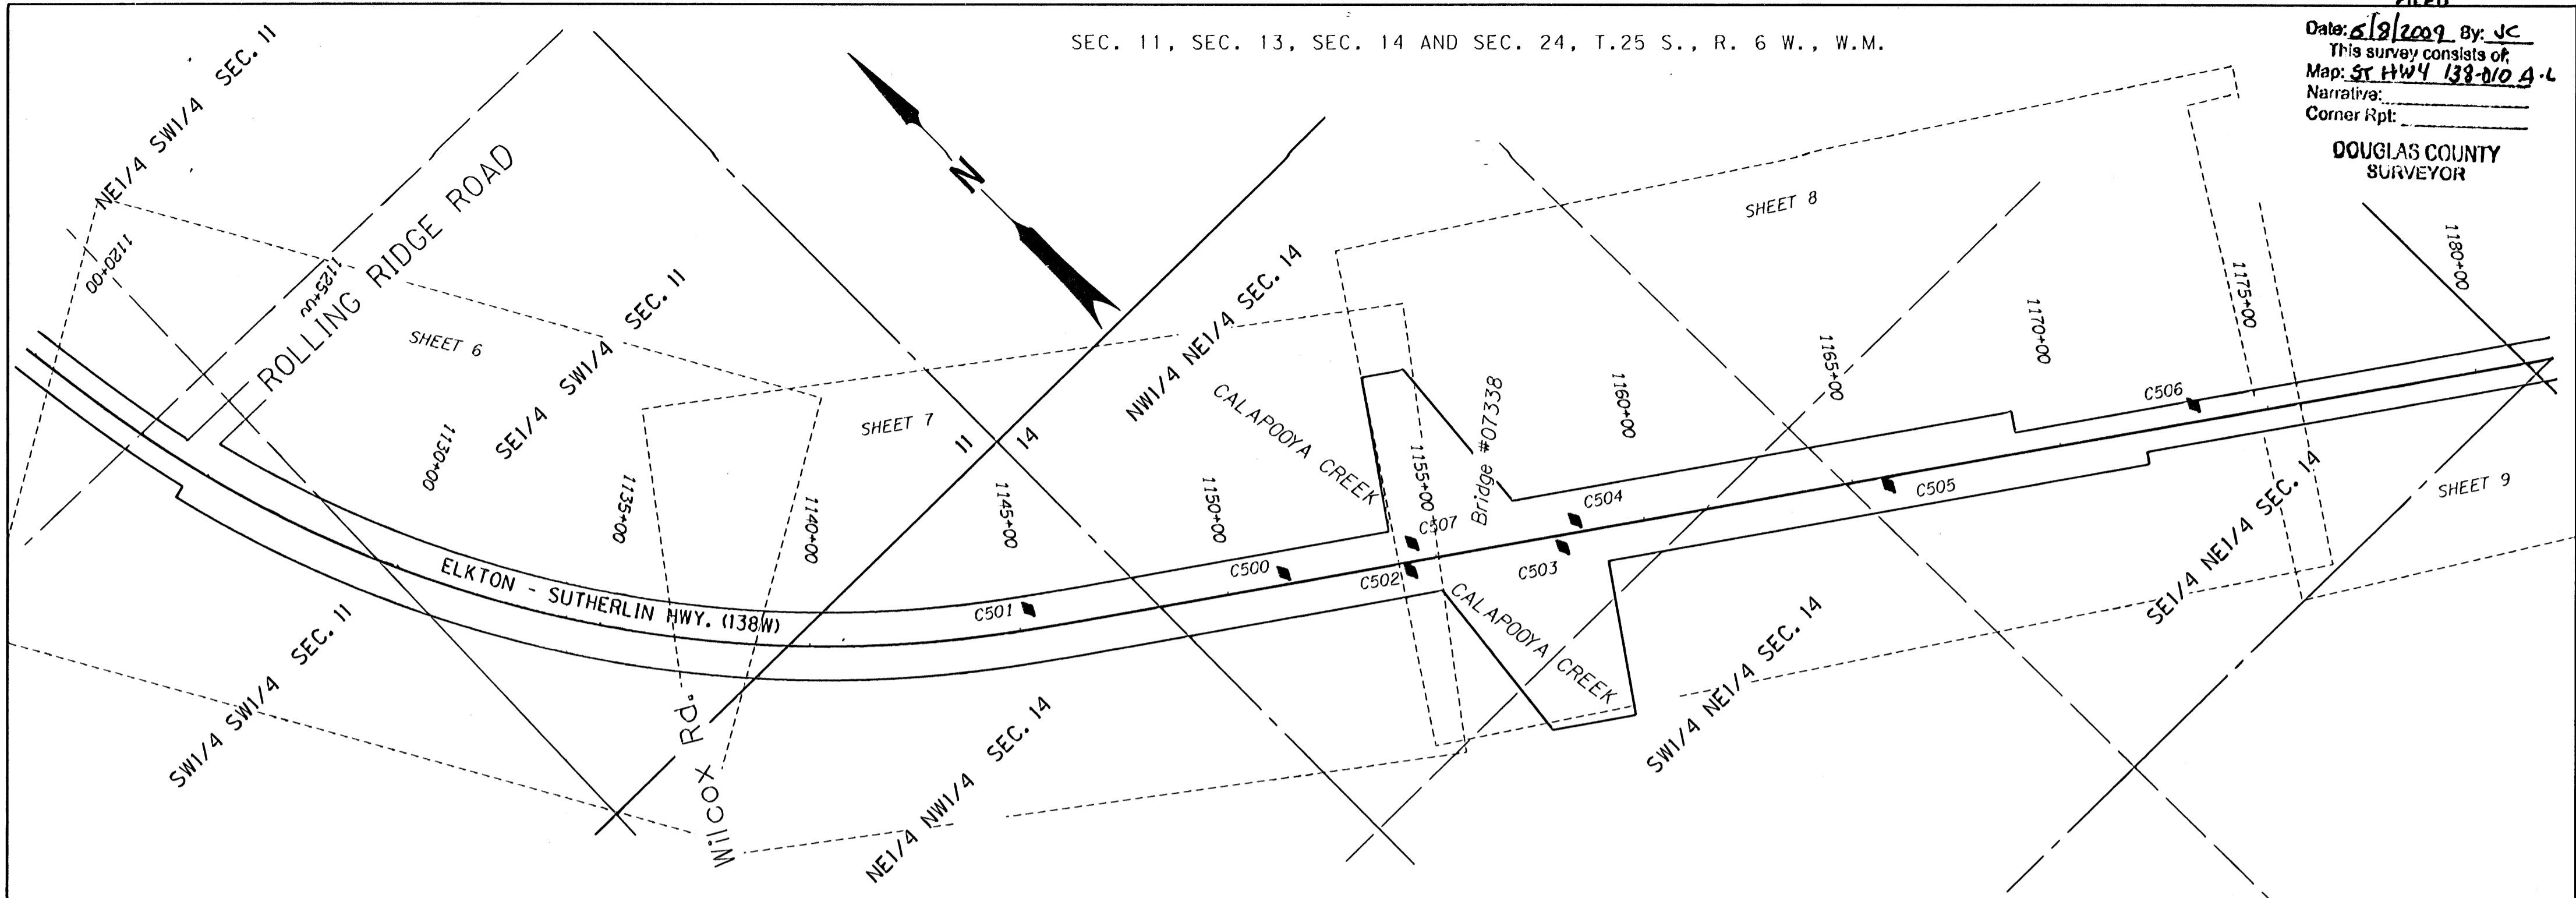 SEC. 11, SEC. 13, SEC. 14 AND SEC. 24, T.25 S., R. 6 W., W.M.
Date: 5/8/2009 By: JC
This survey consists of;
Map: ST HWY 138-010 A-L
Narrative:
Corner Rpt:
DOUGLAS COUNTY
SURVEYOR
NE1/4 SW1/4 SEC. 11
ROLLING RIDGE ROAD
1120+00
1125+00
SHEET 6
SE1/4 SW1/4 SEC. 11
N
1130+00
1135+00
1140+00
SHEET 7
11
14
NW1/4 NE1/4 SEC. 14
CALAPOOYA CREEK
1145+00
1150+00
1155+00
Bridge #07338
1160+00
1165+00
1170+00
1175+00
1180+00
SHEET 8
C506
C504
C505
C507
C500
C502
C503
C501
ELKTON - SUTHERLIN HWY. (138W)
SW1/4 SW1/4 SEC. 11
Wilcox Rd.
NE1/4 NW1/4 SEC. 14
CALAPOOYA CREEK
SW1/4 NE1/4 SEC. 14
SE1/4 NE1/4 SEC. 14
SHEET 9